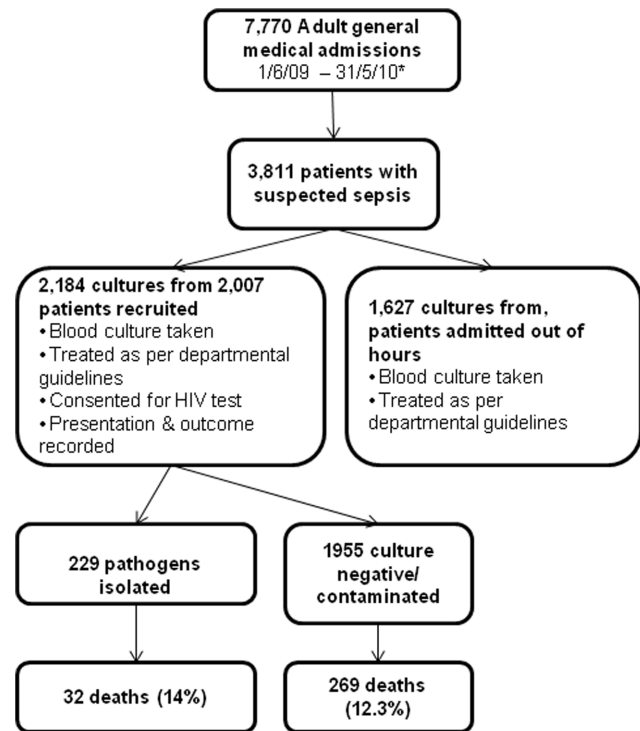 7,770 Adult general
medical admissions
1/6/09 – 31/5/10*
3,811 patients with
suspected sepsis
2,184 cultures from 2,007
patients recruited
• Blood culture taken
• Treated as per departmental
guidelines
• Consented for HIV test
• Presentation & outcome
recorded
1,627 cultures from,
patients admitted out of
hours
• Blood culture taken
• Treated as per
departmental guidelines
229 pathogens
isolated
1955 culture
negative/
contaminated
32 deaths (14%)
269 deaths
(12.3%)